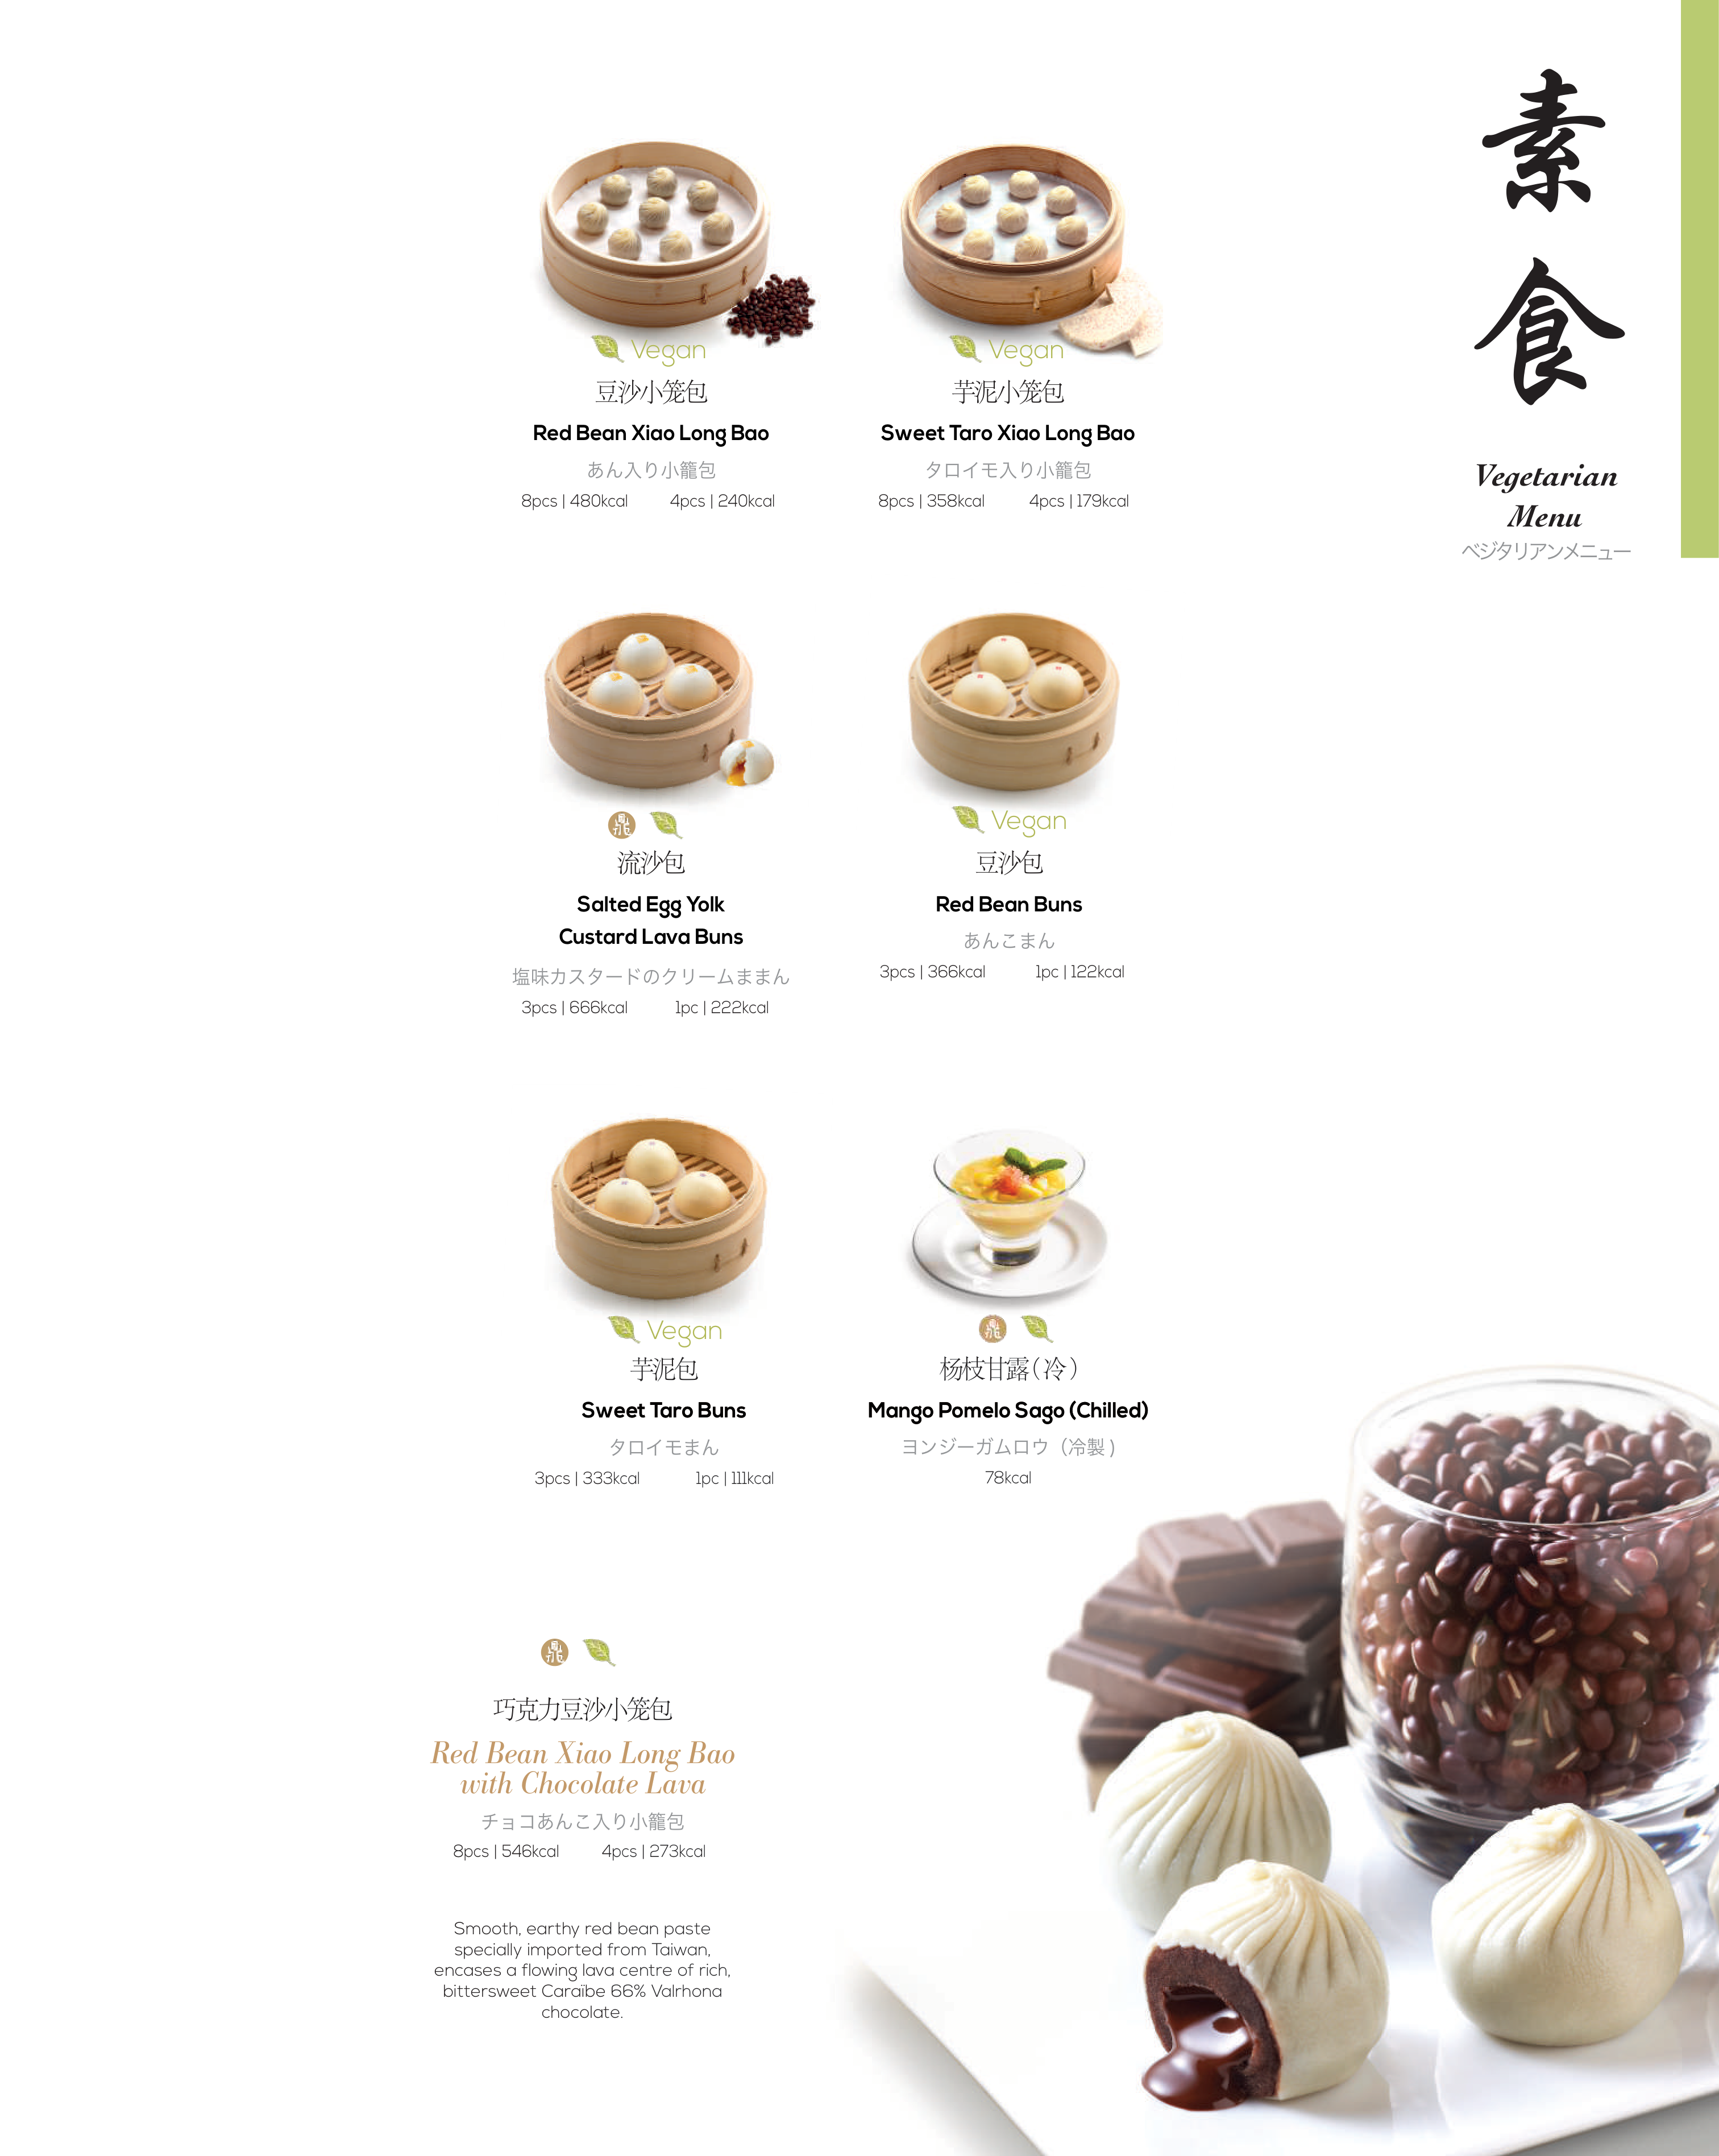 素
食
Vegetarian
Menu
ベジタリアンメニュー
Vegan
豆沙小笼包
Red Bean Xiao Long Bao
あん入り小籠包
8pcs | 480kcal 4pcs | 240kcal
Vegan
芋泥小笼包
Sweet Taro Xiao Long Bao
タロイモ入り小籠包
8pcs | 358kcal 4pcs | 179kcal
鼎
流沙包
Salted Egg Yolk
Custard Lava Buns
塩味カスタードのクリームままん
3pcs | 666kcal 1pc | 222kcal
Vegan
豆沙包
Red Bean Buns
あんこまん
3pcs | 366kcal 1pc | 122kcal
Vegan
芋泥包
Sweet Taro Buns
タロイモまん
3pcs | 333kcal 1pc | 111kcal
鼎
杨枝甘露（冷）
Mango Pomelo Sago (Chilled)
ヨンジーガムロウ（冷製 )
78kcal
鼎
巧克力豆沙小笼包
Red Bean Xiao Long Bao
with Chocolate Lava
チョコあんこ入り小籠包
8pcs | 546kcal 4pcs | 273kcal
Smooth, earthy red bean paste
specially imported from Taiwan,
encases a flowing lava centre of rich,
bittersweet Caraïbe 66% Valrhona
chocolate.